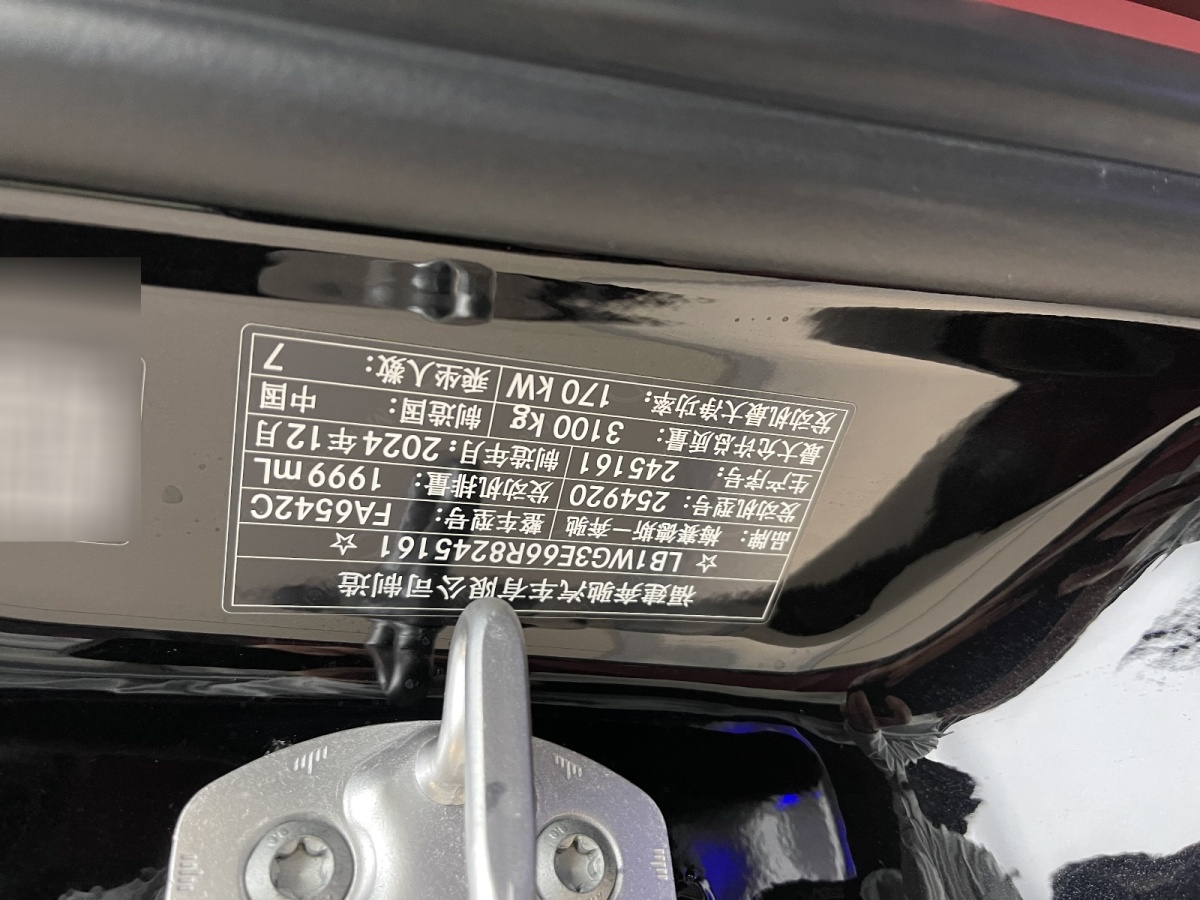 福建奔驰汽车有限公司制造
☆ LB1WG3E66R8245161 ☆
品牌: 梅赛德斯一奔驰 整车型号: FA6542C
发动机型号: 254920 发动机排量: 1999mL
生产序号: 245161 制造年月: 2024年12月
最大允许总质量: 3100 kg 制造国: 中国
发动机最大净功率: 170 kW 乘坐人数: 7